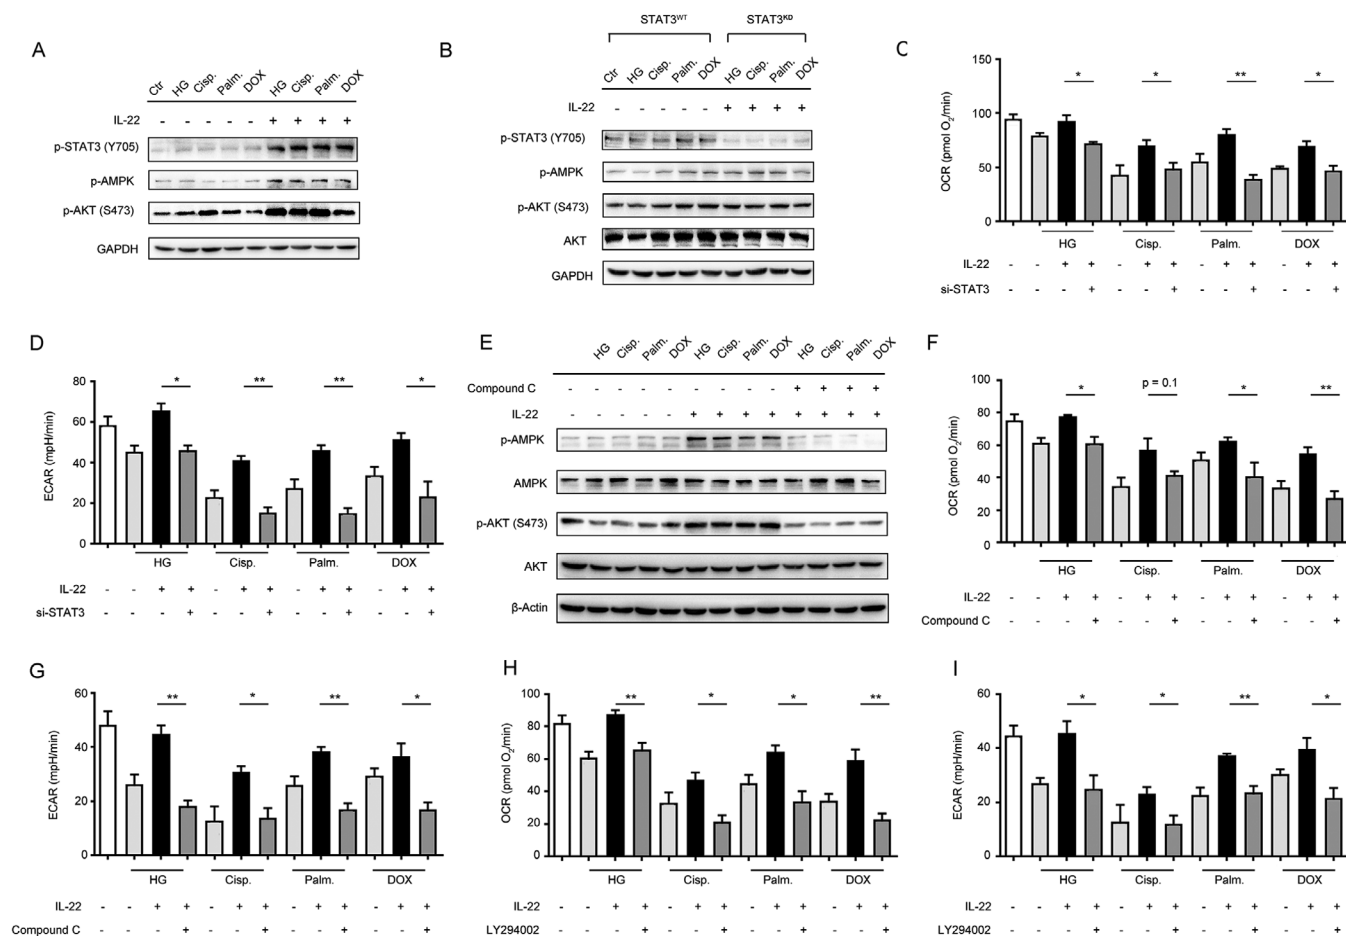 A
Ctr HG Cisp. Palm. DOX HG Cisp. Palm. DOX
IL-22 - - - - - + + + +
p-STAT3 (Y705)
p-AMPK
p-AKT (S473)
GAPDH
B
STAT3WT STAT3KD
Ctr HG Cisp. Palm. DOX HG Cisp. Palm. DOX
IL-22 - - - - - + + + +
p-STAT3 (Y705)
p-AMPK
p-AKT (S473)
AKT
GAPDH
C
* * ** *
OCR (pmol O2/min)
150
100
50
0
HG Cisp. Palm. DOX
IL-22 - - + + - + + - + + - + +
si-STAT3 - - - + - - + - - + - - +
D
* ** ** *
ECAR (mpH/min)
80
60
40
20
0
HG Cisp. Palm. DOX
IL-22 - - + + - + + - + + - + +
si-STAT3 - - - + - - + - - + - - +
E
HG Cisp. Palm. DOX HG Cisp. Palm. DOX HG Cisp. Palm. DOX
Compound C - - - - - - - - - + + + +
IL-22 - - - - - + + + + + + + +
p-AMPK
AMPK
p-AKT (S473)
AKT
β-Actin
F
* p = 0.1 * **
OCR (pmol O2/min)
100
80
60
40
20
0
HG Cisp. Palm. DOX
IL-22 - - + + - + + - + + - + +
Compound C - - - + - - + - - + - - +
G
** * ** *
ECAR (mpH/min)
60
40
20
0
HG Cisp. Palm. DOX
IL-22 - - + + - + + - + + - + +
Compound C - - - + - - + - - + - - +
H
** * * **
OCR (pmol O2/min)
100
80
60
40
20
0
HG Cisp. Palm. DOX
IL-22 - - + + - + + - + + - + +
LY294002 - - - + - - + - - + - - +
I
* * ** *
ECAR (mpH/min)
60
40
20
0
HG Cisp. Palm. DOX
IL-22 - - + + - + + - + + - + +
LY294002 - - - + - - + - - + - - +